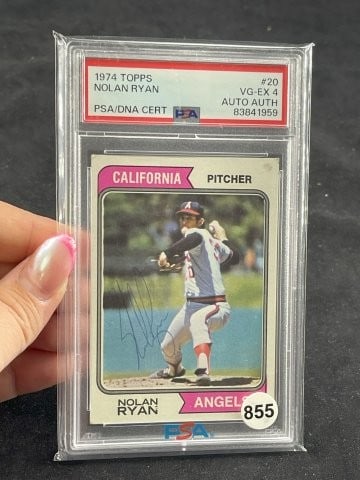 1974 TOPPS #20
NOLAN RYAN VG-EX 4
AUTO AUTH
PSA/DNA CERT PSA 83841959
CALIFORNIA PITCHER
NOLAN
RYAN ANGELS
855
PSA